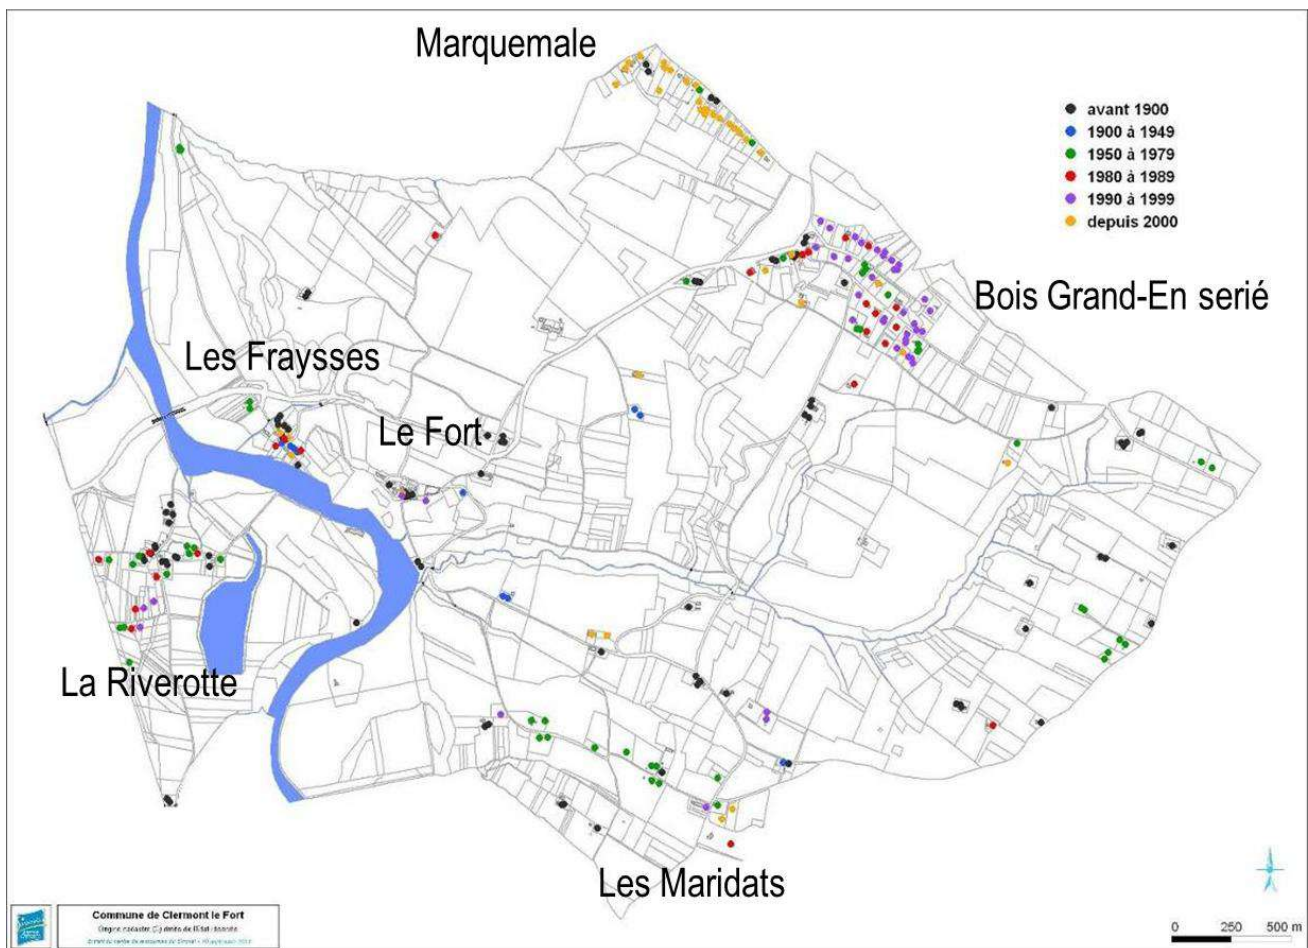 Marquemale
avant 1900
1900 à 1949
1950 à 1979
1980 à 1989
1990 à 1999
depuis 2000
Bois Grand-En serié
Les Fraysses
Le Fort
La Riverotte
Les Maridats
Commune de Clermont le Fort
0 250 500 m